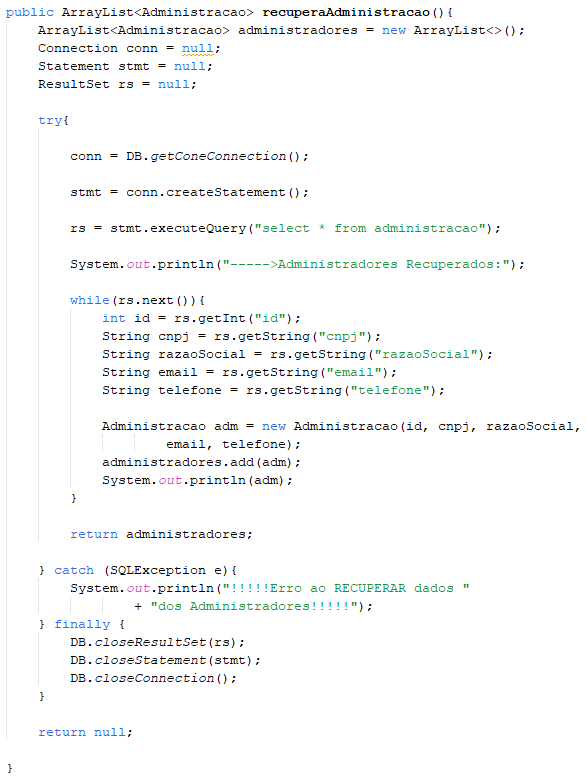 public ArrayList<Administracao> recuperaAdministracao(){
    ArrayList<Administracao> administradores = new ArrayList<>();
    Connection conn = null;
    Statement stmt = null;
    ResultSet rs = null;

    try{

        conn = DB.getConeConnection();

        stmt = conn.createStatement();

        rs = stmt.executeQuery("select * from administracao");

        System.out.println("----->Administradores Recuperados:");

        while(rs.next()){
            int id = rs.getInt("id");
            String cnpj = rs.getString("cnpj");
            String razaoSocial = rs.getString("razaoSocial");
            String email = rs.getString("email");
            String telefone = rs.getString("telefone");

            Administracao adm = new Administracao(id, cnpj, razaoSocial,
                    email, telefone);
            administradores.add(adm);
            System.out.println(adm);
        }

        return administradores;

    } catch (SQLException e){
        System.out.println("!!!!!Erro ao RECUPERAR dados "
                + "dos Administradores!!!!!");
    } finally {
        DB.closeResultSet(rs);
        DB.closeStatement(stmt);
        DB.closeConnection();
    }

    return null;

}